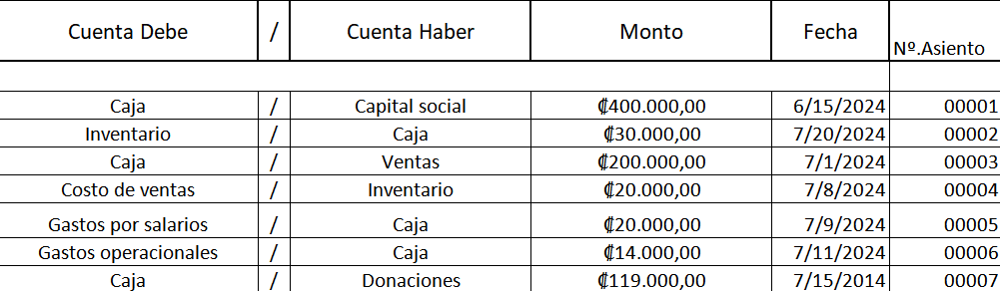 Cuenta Debe / Cuenta Haber Monto Fecha Nº.Asiento
Caja / Capital social ₡400.000,00 6/15/2024 00001
Inventario / Caja ₡30.000,00 7/20/2024 00002
Caja / Ventas ₡200.000,00 7/1/2024 00003
Costo de ventas / Inventario ₡20.000,00 7/8/2024 00004
Gastos por salarios / Caja ₡20.000,00 7/9/2024 00005
Gastos operacionales / Caja ₡14.000,00 7/11/2024 00006
Caja / Donaciones ₡119.000,00 7/15/2014 00007